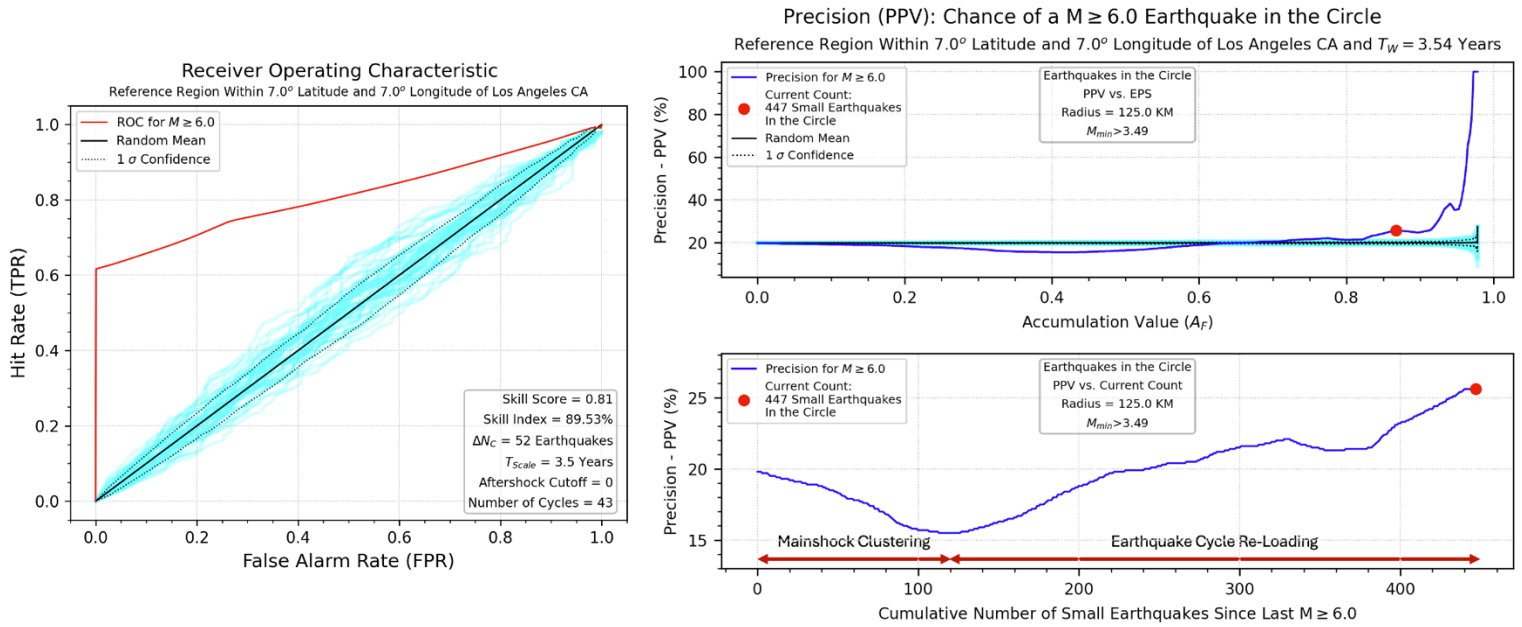 Receiver Operating Characteristic
Reference Region Within 7.0° Latitude and 7.0° Longitude of Los Angeles CA
ROC for M ≥ 6.0
Random Mean
1 σ Confidence
Hit Rate (TPR)
1.0
0.8
0.6
0.4
0.2
0.0
Skill Score = 0.81
Skill Index = 89.53%
ΔN_C = 52 Earthquakes
T_Scale = 3.5 Years
Aftershock Cutoff = 0
Number of Cycles = 43
0.0 0.2 0.4 0.6 0.8 1.0
False Alarm Rate (FPR)
Precision (PPV): Chance of a M ≥ 6.0 Earthquake in the Circle
Reference Region Within 7.0° Latitude and 7.0° Longitude of Los Angeles CA and T_W = 3.54 Years
Precision - PPV (%)
100
80
60
40
20
Precision for M ≥ 6.0
Current Count:
447 Small Earthquakes
In the Circle
Random Mean
1 σ Confidence
Earthquakes in the Circle
PPV vs. EPS
Radius = 125.0 KM
M_min>3.49
0.0 0.2 0.4 0.6 0.8 1.0
Accumulation Value (A_F)
Precision - PPV (%)
25
20
15
Precision for M ≥ 6.0
Current Count:
447 Small Earthquakes
In the Circle
Earthquakes in the Circle
PPV vs. Current Count
Radius = 125.0 KM
M_min>3.49
Mainshock Clustering
Earthquake Cycle Re-Loading
0 100 200 300 400
Cumulative Number of Small Earthquakes Since Last M ≥ 6.0